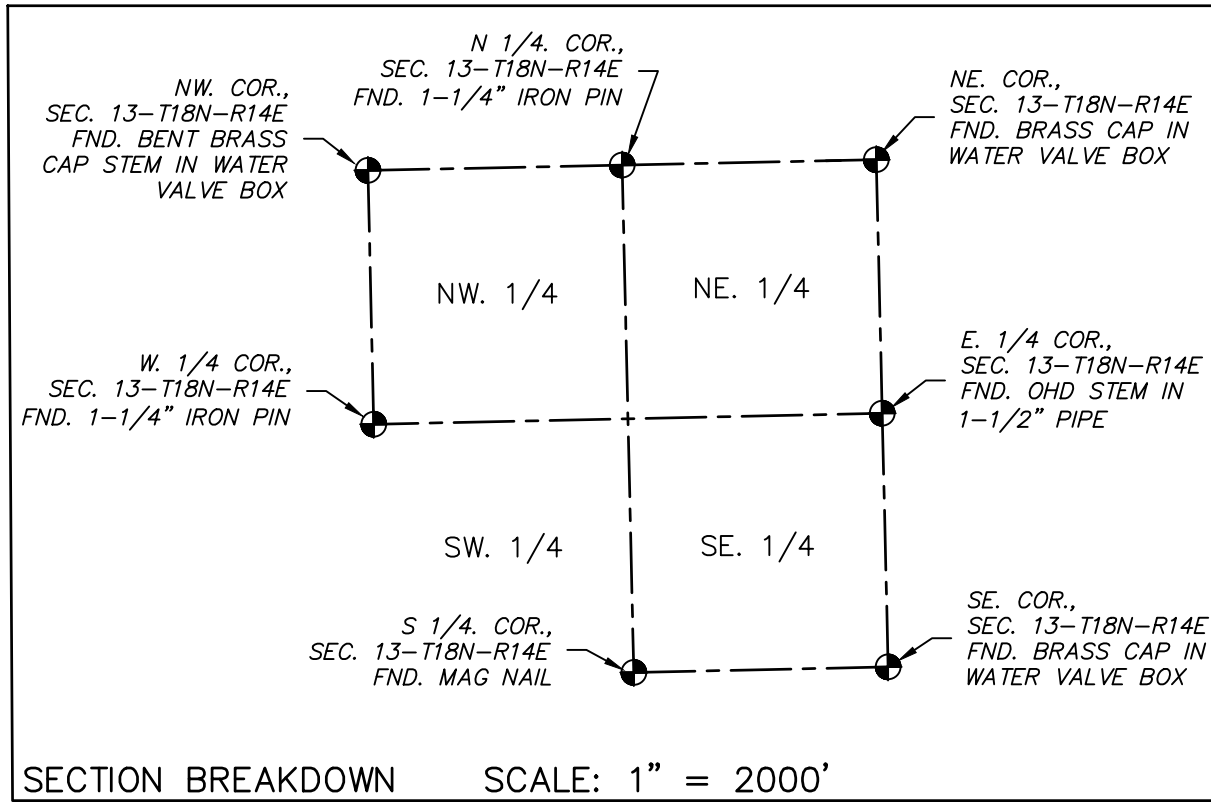 N 1/4. COR.,
SEC. 13-T18N-R14E
FND. 1-1/4" IRON PIN
NW. COR.,
SEC. 13-T18N-R14E
FND. BENT BRASS
CAP STEM IN WATER
VALVE BOX
NE. COR.,
SEC. 13-T18N-R14E
FND. BRASS CAP IN
WATER VALVE BOX
NW. 1/4
NE. 1/4
W. 1/4 COR.,
SEC. 13-T18N-R14E
FND. 1-1/4" IRON PIN
E. 1/4 COR.,
SEC. 13-T18N-R14E
FND. OHD STEM IN
1-1/2" PIPE
SW. 1/4
SE. 1/4
S 1/4. COR.,
SEC. 13-T18N-R14E
FND. MAG NAIL
SE. COR.,
SEC. 13-T18N-R14E
FND. BRASS CAP IN
WATER VALVE BOX
SECTION BREAKDOWN SCALE: 1" = 2000'